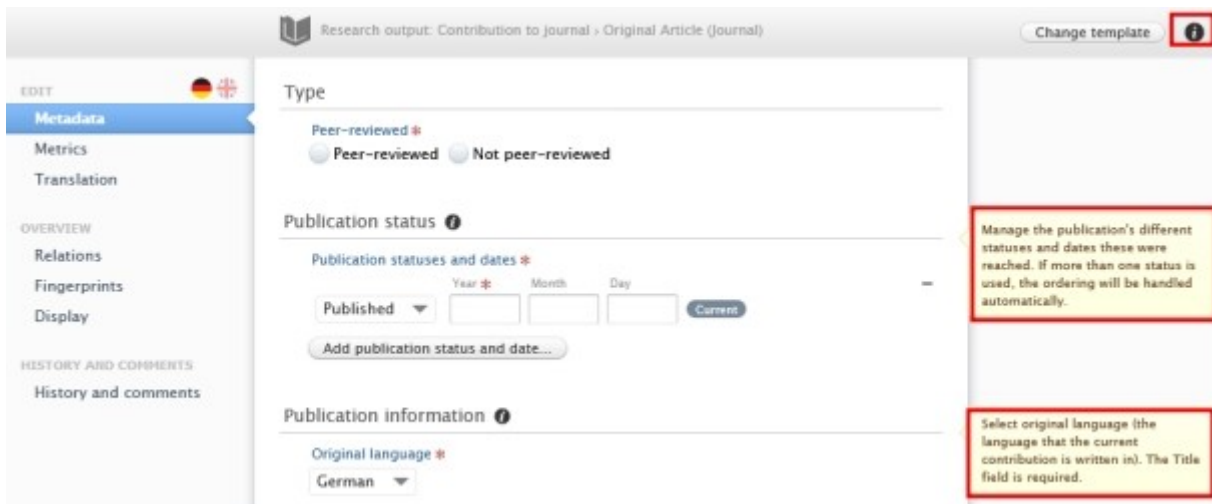 Research output: Contribution to journal › Original Article (Journal)
Change template
EDIT
Metadata
Metrics
Translation
OVERVIEW
Relations
Fingerprints
Display
HISTORY AND COMMENTS
History and comments
Type
Peer-reviewed *
Peer-reviewed Not peer-reviewed
Publication status i
Publication statuses and dates *
Year * Month Day
Published Current
Add publication status and date...
Publication information i
Original language *
German
Manage the publication's different
statuses and dates these were
reached. If more than one status is
used, the ordering will be handled
automatically.
Select original language (the
language that the current
contribution is written in). The Title
field is required.